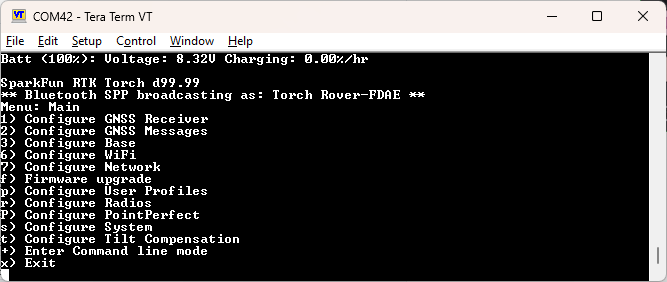 COM42 - Tera Term VT
File Edit Setup Control Window Help
Batt (100%): Voltage: 8.32V Charging: 0.00%/hr
SparkFun RTK Torch d99.99
** Bluetooth SPP broadcasting as: Torch Rover-FDAE **
Menu: Main
1) Configure GNSS Receiver
2) Configure GNSS Messages
3) Configure Base
6) Configure WiFi
7) Configure Network
f) Firmware upgrade
p) Configure User Profiles
r) Configure Radios
P) Configure PointPerfect
s) Configure System
t) Configure Tilt Compensation
+) Enter Command line mode
x) Exit